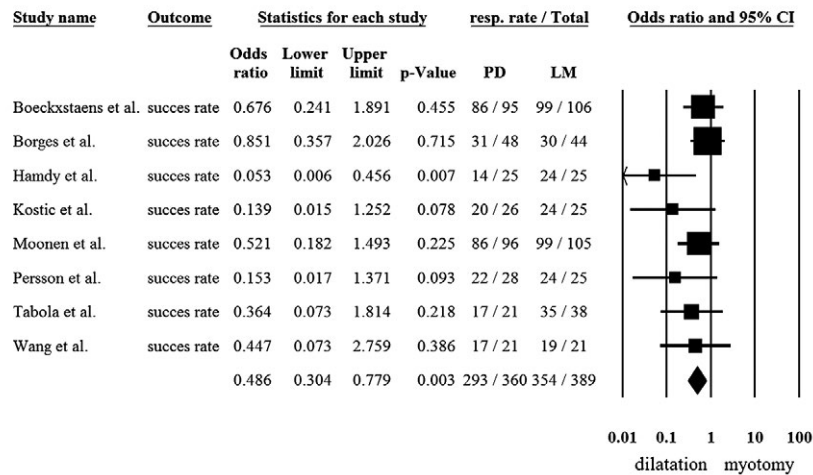 Study name Outcome Statistics for each study resp. rate / Total Odds ratio and 95% CI
Odds ratio Lower limit Upper limit p-Value PD LM
Boeckxstaens et al. succes rate 0.676 0.241 1.891 0.455 86 / 95 99 / 106
Borges et al. succes rate 0.851 0.357 2.026 0.715 31 / 48 30 / 44
Hamdy et al. succes rate 0.053 0.006 0.456 0.007 14 / 25 24 / 25
Kostic et al. succes rate 0.139 0.015 1.252 0.078 20 / 26 24 / 25
Moonen et al. succes rate 0.521 0.182 1.493 0.225 86 / 96 99 / 105
Persson et al. succes rate 0.153 0.017 1.371 0.093 22 / 28 24 / 25
Tabola et al. succes rate 0.364 0.073 1.814 0.218 17 / 21 35 / 38
Wang et al. succes rate 0.447 0.073 2.759 0.386 17 / 21 19 / 21
0.486 0.304 0.779 0.003 293 / 360 354 / 389
0.01 0.1 1 10 100
dilatation myotomy